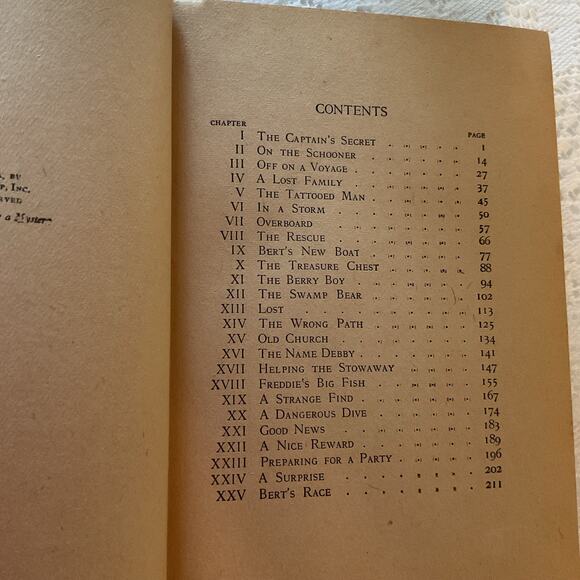 , BY
P, INC.
RVED
a Myster
CONTENTS
CHAPTER PAGE
I THE CAPTAIN'S SECRET . . . . . 1
II ON THE SCHOONER . . . . . 14
III OFF ON A VOYAGE . . . . . . 27
IV A LOST FAMILY . . . . . . 37
V THE TATTOOED MAN . . . . . 45
VI IN A STORM . . . . . . 50
VII OVERBOARD . . . . . . 57
VIII THE RESCUE . . . . . . 66
IX BERT'S NEW BOAT . . . . . 77
X THE TREASURE CHEST . . . . . 88
XI THE BERRY BOY . . . . . 94
XII THE SWAMP BEAR . . . . . 102
XIII LOST . . . . . . . 113
XIV THE WRONG PATH . . . . . 125
XV OLD CHURCH . . . . . . 134
XVI THE NAME DEBBY . . . . . . 141
XVII HELPING THE STOWAWAY . . . . 147
XVIII FREDDIE'S BIG FISH . . . . . 155
XIX A STRANGE FIND . . . . . . 167
XX A DANGEROUS DIVE . . . . . 174
XXI GOOD NEWS . . . . . . 183
XXII A NICE REWARD . . . . . . 189
XXIII PREPARING FOR A PARTY . . . . 196
XXIV A SURPRISE . . . . . . 202
XXV BERT'S RACE . . . . . . 211